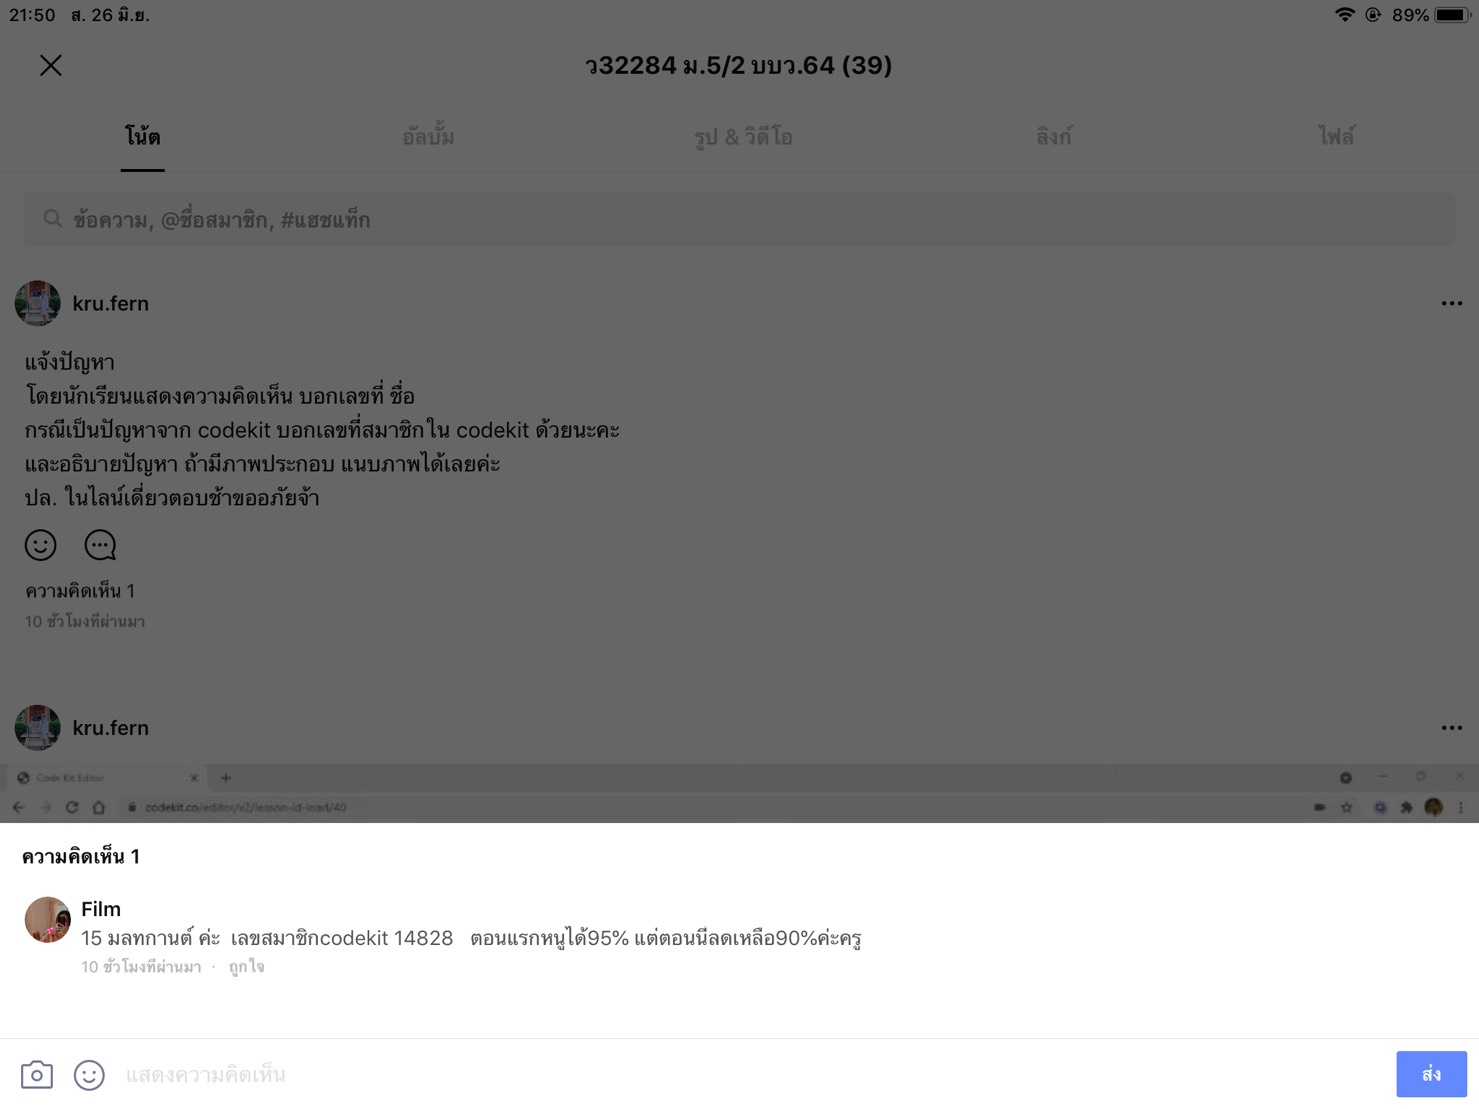 21:50 ส. 26 มิ.ย.
89%
ว32284 ม.5/2 บบว.64 (39)
โน้ต
อัลบั้ม
รูป & วิดีโอ
ลิงก์
ไฟล์
ข้อความ, @ชื่อสมาชิก, #แฮชแท็ก
kru.fern
แจ้งปัญหา
โดยนักเรียนแสดงความคิดเห็น บอกเลขที่ ชื่อ
กรณีเป็นปัญหาจาก codekit บอกเลขที่สมาชิกใน codekit ด้วยนะคะ
และอธิบายปัญหา ถ้ามีภาพประกอบ แนบภาพได้เลยค่ะ
ปล. ในไลน์เดี่ยวตอบช้าขออภัยจ้า
ความคิดเห็น 1
10 ชั่วโมงที่ผ่านมา
kru.fern
Code Kit Editor
codekit.co/editor/v2/lesson-id-load/40
ความคิดเห็น 1
Film
15 มลทกานต์ ค่ะ เลขสมาชิกcodekit 14828 ตอนแรกหนูได้95% แต่ตอนนี้ลดเหลือ90%ค่ะครู
10 ชั่วโมงที่ผ่านมา · ถูกใจ
แสดงความคิดเห็น
ส่ง